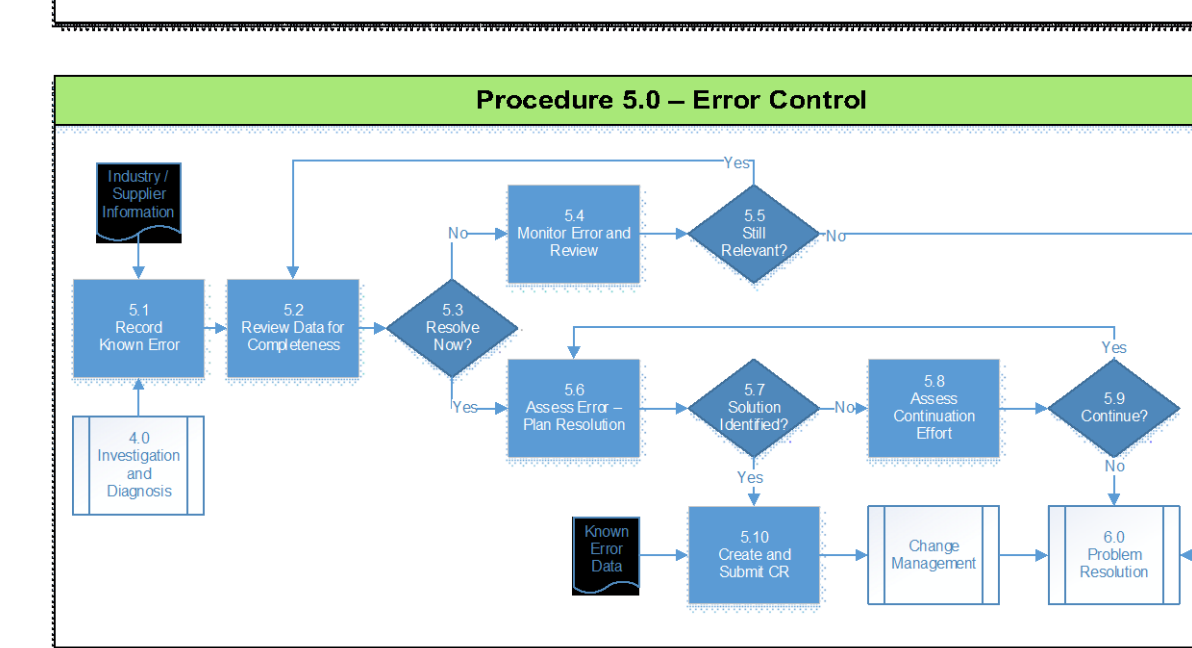 Procedure 5.0 – Error Control
Industry /
Supplier
Information
Yes
5.4
Monitor Error and
Review
5.5
Still
Relevant?
No
No
5.1
Record
Known Error
5.2
Review Data for
Completeness
5.3
Resolve
Now?
Yes
5.6
Assess Error –
Plan Resolution
5.7
Solution
Identified?
No
5.8
Assess
Continuation
Effort
Yes
5.9
Continue?
Yes
No
4.0
Investigation
and
Diagnosis
Known
Error
Data
5.10
Create and
Submit CR
Change
Management
6.0
Problem
Resolution